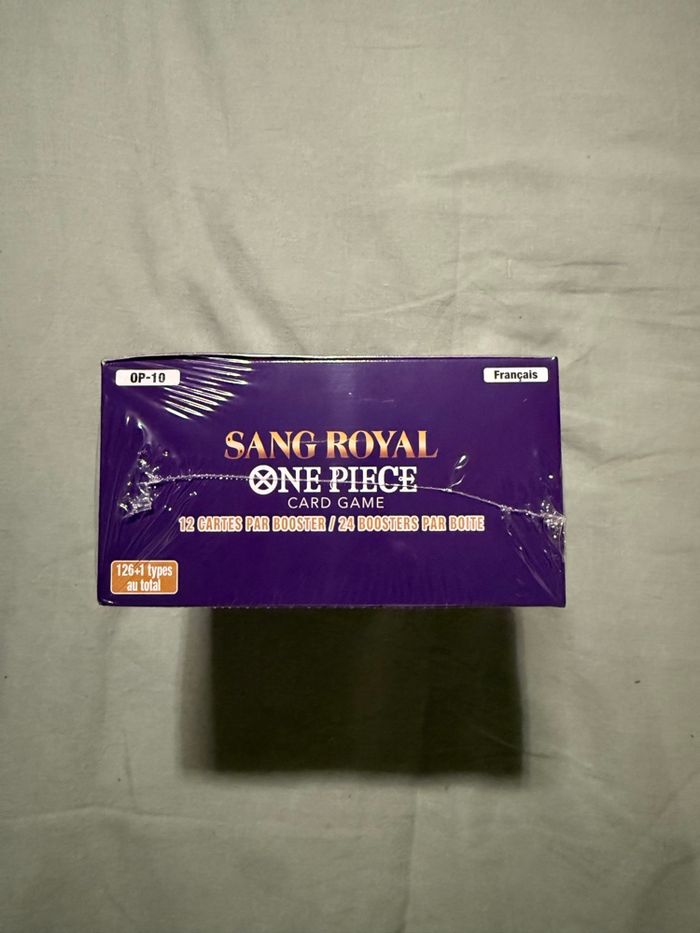 OP-10
Français
SANG ROYAL
ONE PIECE
CARD GAME
12 CARTES PAR BOOSTER / 24 BOOSTERS PAR BOITE
126+1 types
au total